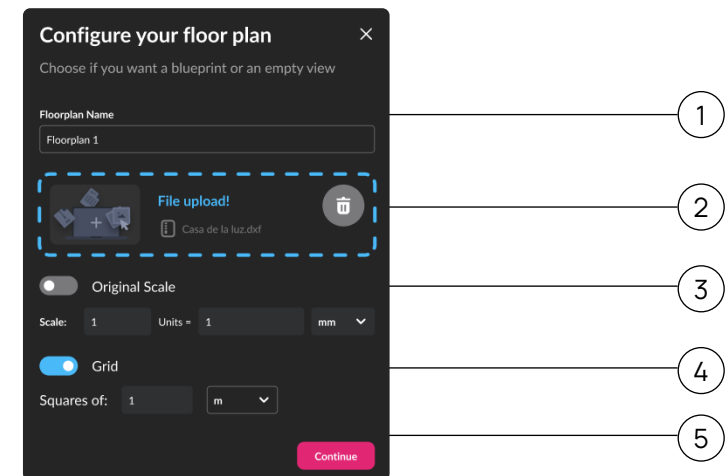 Configure your floor plan
Choose if you want a blueprint or an empty view
Floorplan Name
1
Floorplan 1
File upload!
2
Casa de la luz.dxf
Original Scale
3
Scale: 1 Units = 1 mm
Grid
4
Squares of: 1 m
5
Continue